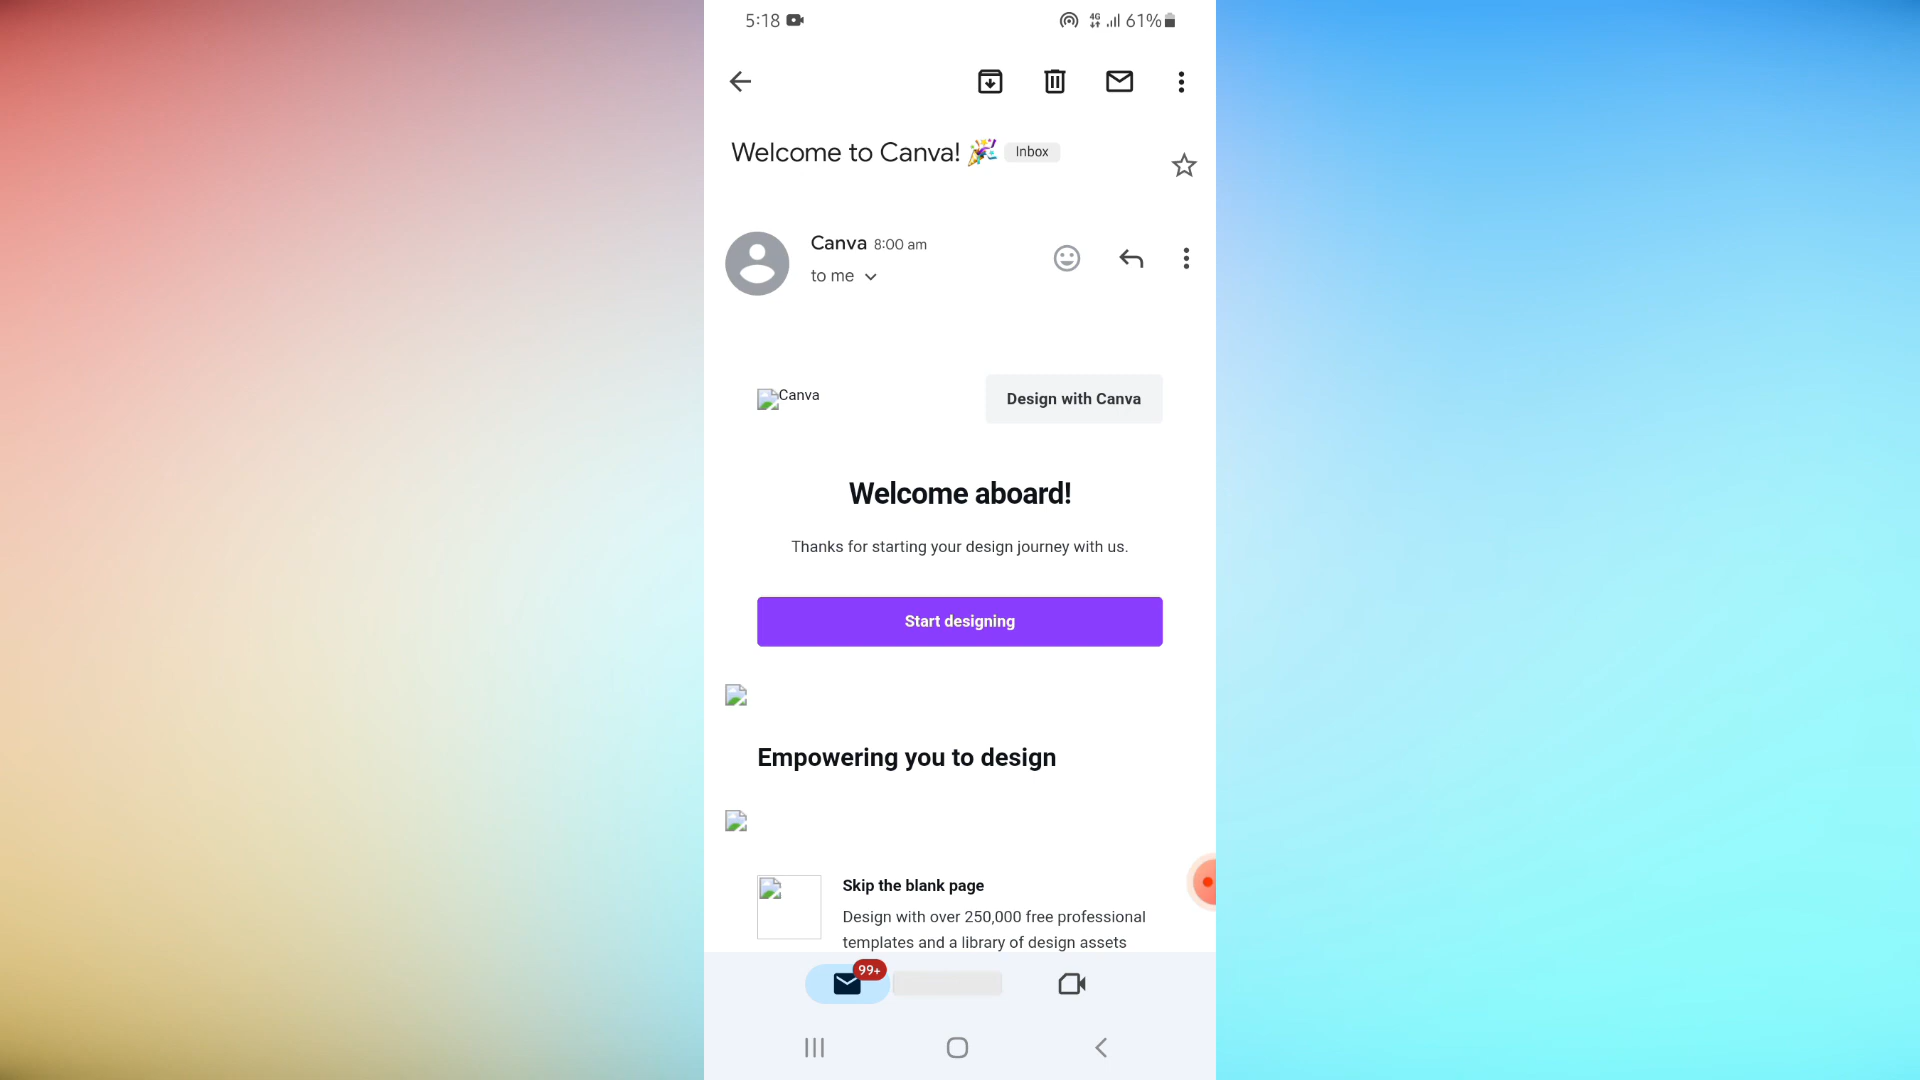 5:18 4G 61%
Welcome to Canva! 🎉 Inbox
Canva 8:00 am
to me
Canva Design with Canva
Welcome aboard!
Thanks for starting your design journey with us.
Start designing
Empowering you to design
Skip the blank page
Design with over 250,000 free professional
templates and a library of design assets
99+